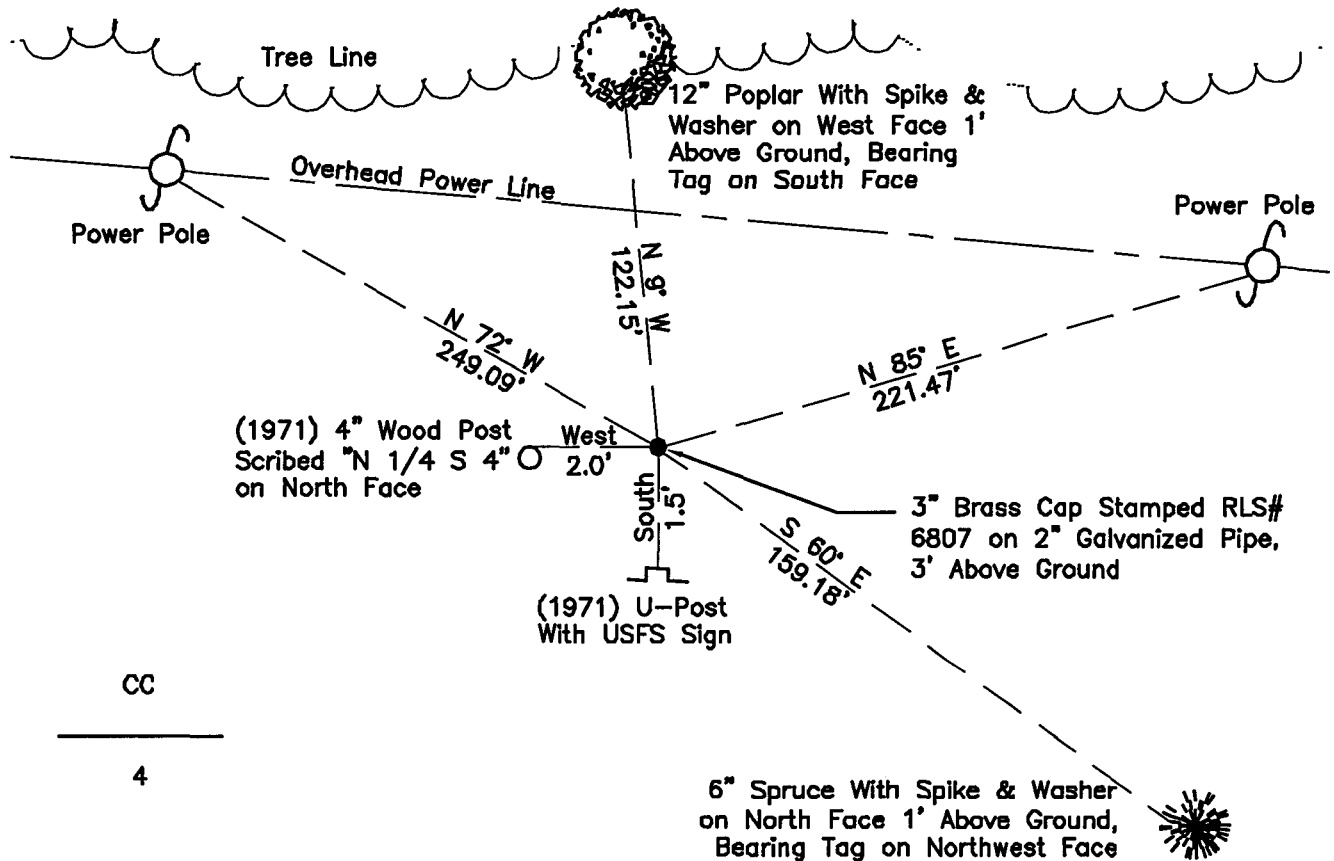 Tree Line
12" Poplar With Spike &
Washer on West Face 1'
Above Ground, Bearing
Tag on South Face
Overhead Power Line
Power Pole
Power Pole
N 9° W
122.15'
N 72° W
249.09'
N 85° E
221.47'
(1971) 4" Wood Post
Scribed "N 1/4 S 4"
on North Face
West
2.0'
South
1.5'
3" Brass Cap Stamped RLS#
6807 on 2" Galvanized Pipe,
3' Above Ground
S 60° E
159.18'
(1971) U-Post
With USFS Sign
CC
4
6" Spruce With Spike & Washer
on North Face 1' Above Ground,
Bearing Tag on Northwest Face